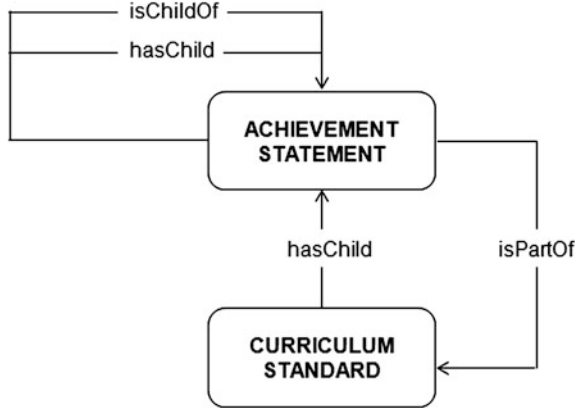 isChildOf
hasChild
ACHIEVEMENT
STATEMENT
hasChild
isPartOf
CURRICULUM
STANDARD